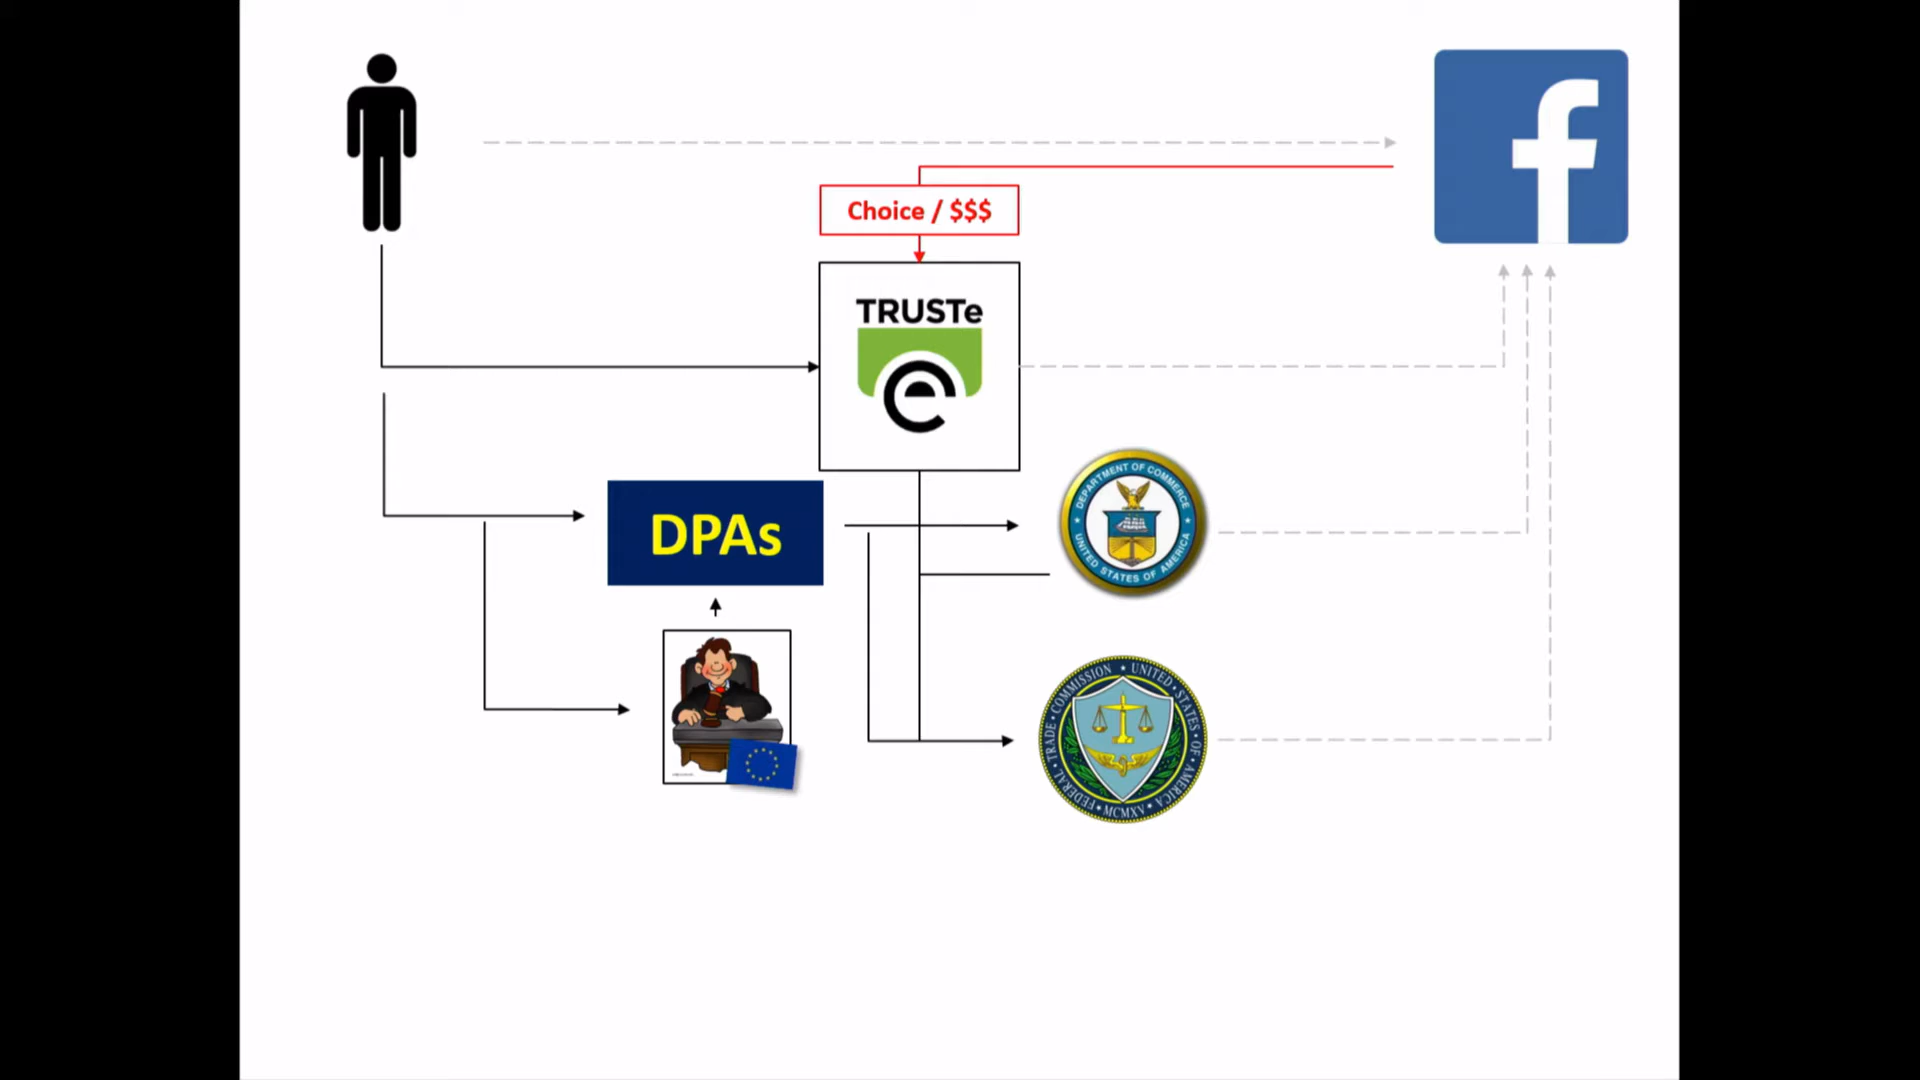 Choice / $$$
TRUSTe
DPAs
DEPARTMENT OF COMMERCE
UNITED STATES OF AMERICA
FEDERAL TRADE COMMISSION ★ UNITED • STATES • OF • AMERICA
• MCMXV •